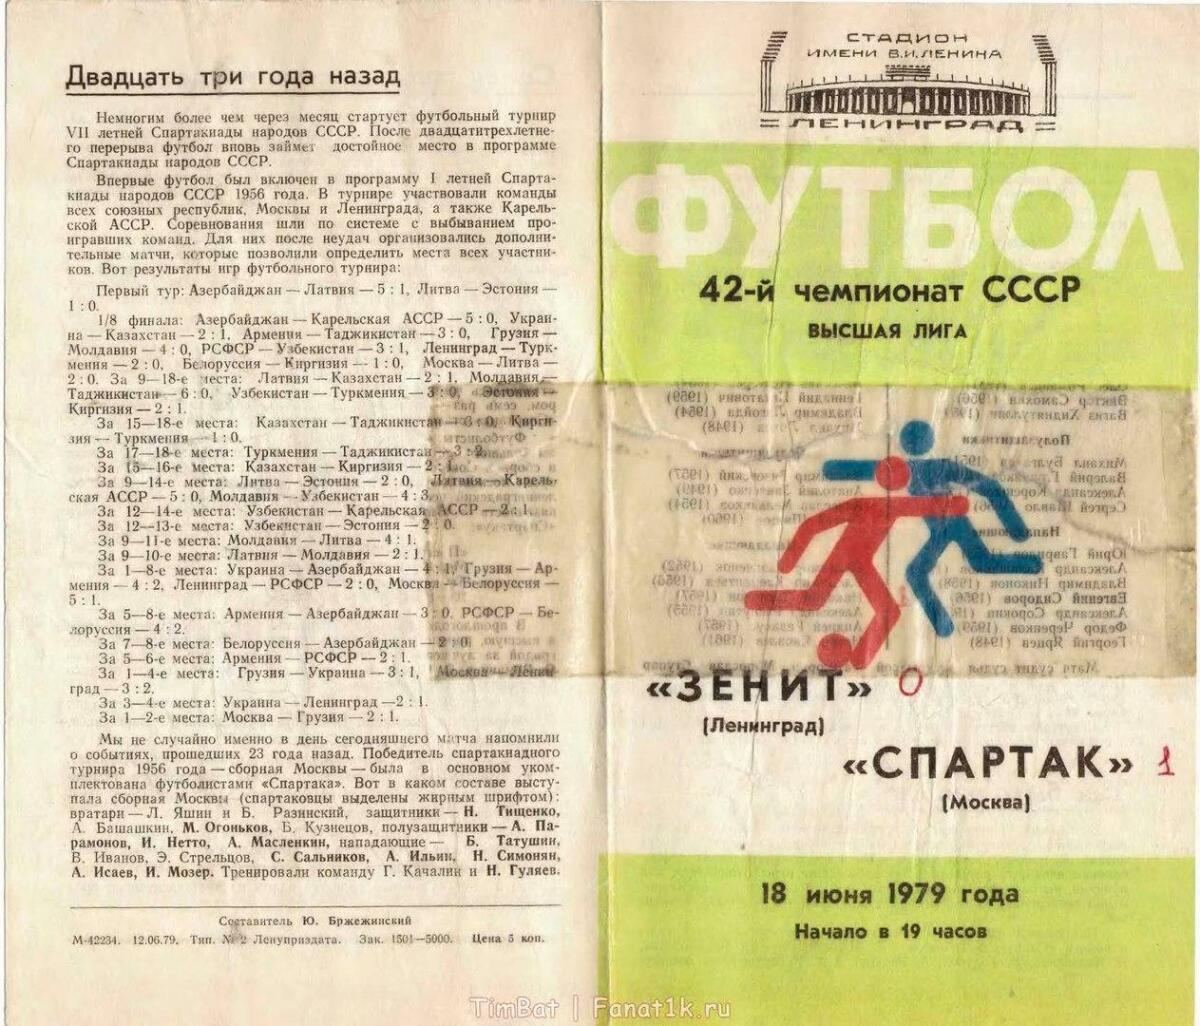 Двадцать три года назад
Немногим более чем через месяц стартует футбольный турнир
VII летней Спартакиады народов СССР. После двадцатитрехлетне-
го перерыва футбол вновь займет достойное место в программе
Спартакиады народов СССР.
Впервые футбол был включен в программу I летней Спарта-
киады народов СССР 1956 года. В турнире участвовали команды
всех союзных республик, Москвы и Ленинграда, а также Карель-
ской АССР. Соревнования шли по системе с выбыванием про-
игравших команд. Для них после неудач организовались дополни-
тельные матчи, которые позволили определить места всех участни-
ков. Вот результаты игр футбольного турнира:
Первый тур: Азербайджан — Латвия — 5 : 1, Литва — Эстония —
1 : 0.
1/8 финала: Азербайджан — Карельская АССР — 5 : 0, Украи-
на — Казахстан — 2 : 1, Армения — Таджикистан — 3 : 0, Грузия —
Молдавия — 4 : 0, РСФСР — Узбекистан — 3 : 1, Ленинград — Турк-
мения — 2 : 0, Белоруссия — Киргизия — 1 : 0, Москва — Литва —
2 : 0. За 9—18-е места: Латвия — Казахстан — 2 : 1, Молдавия —
Таджикистан — 6 : 0, Узбекистан — Туркмения — 3 : 0, Эстония —
Киргизия — 2 : 1.
За 15—18-е места: Казахстан — Таджикистан — : 0, Кирги-
зия — Туркмения — 1 : 0.
За 17—18-е места: Туркмения — Таджикистан — 3 : 2.
За 15—16-е места: Казахстан — Киргизия — 2 : 1.
За 9—14-е места: Литва — Эстония — 2 : 0, Латвия — Карель-
ская АССР — 5 : 0, Молдавия — Узбекистан — 4 : 3.
За 12—14-е места: Узбекистан — Карельская АССР — 2 : 1.
За 12—13-е места: Узбекистан — Эстония — 2 : 0.
За 9—11-е места: Молдавия — Литва — 4 : 1.
За 9—10-е места: Латвия — Молдавия — 2 : 1.
За 1—8-е места: Украина — Азербайджан — 4 : 1, Грузия — Ар-
мения — 4 : 2, Ленинград — РСФСР — 2 : 0, Москва — Белоруссия —
5 : 1.
За 5—8-е места: Армения — Азербайджан — 3 : 0, РСФСР — Бе-
лоруссия — 4 : 2.
За 7—8-е места: Белоруссия — Азербайджан — 2 : 0.
За 5—6-е места: Армения — РСФСР — 2 : 1.
За 1—4-е места: Грузия — Украина — 3 : 1, Москва — Ленин-
град — 3 : 2.
За 3—4-е места: Украина — Ленинград — 2 : 1.
За 1—2-е места: Москва — Грузия — 2 : 1.
Мы не случайно именно в день сегодняшнего матча напомнили
о событиях, прошедших 23 года назад. Победитель спартакиадного
турнира 1956 года — сборная Москвы — была в основном уком-
плектована футболистами «Спартака». Вот в каком составе высту-
пала сборная Москвы (спартаковцы выделены жирным шрифтом):
вратари — Л. Яшин и Б. Разинский, защитники — Н. Тищенко,
А. Башашкин, М. Огоньков, Б. Кузнецов, полузащитники — А. Па-
рамонов, И. Нетто, А. Масленкин, нападающие — Б. Татушин,
В. Иванов, Э. Стрельцов, С. Сальников, А. Ильин, Н. Симонян,
А. Исаев, И. Мозер. Тренировали команду Г. Качалин и Н. Гуляев.
Составитель Ю. Бржежинский
М-42234. 12.06.79. Тип. № 2 Ленуприздата. Зак. 1501—5000. Цена 5 коп.
СТАДИОН
ИМЕНИ В.И.ЛЕНИНА
ЛЕНИНГРАД
ФУТБОЛ
42-й чемпионат СССР
ВЫСШАЯ ЛИГА
«ЗЕНИТ» 0
(Ленинград)
«СПАРТАК» 1
(Москва)
18 июня 1979 года
Начало в 19 часов
TimBat | Fanat1k.ru